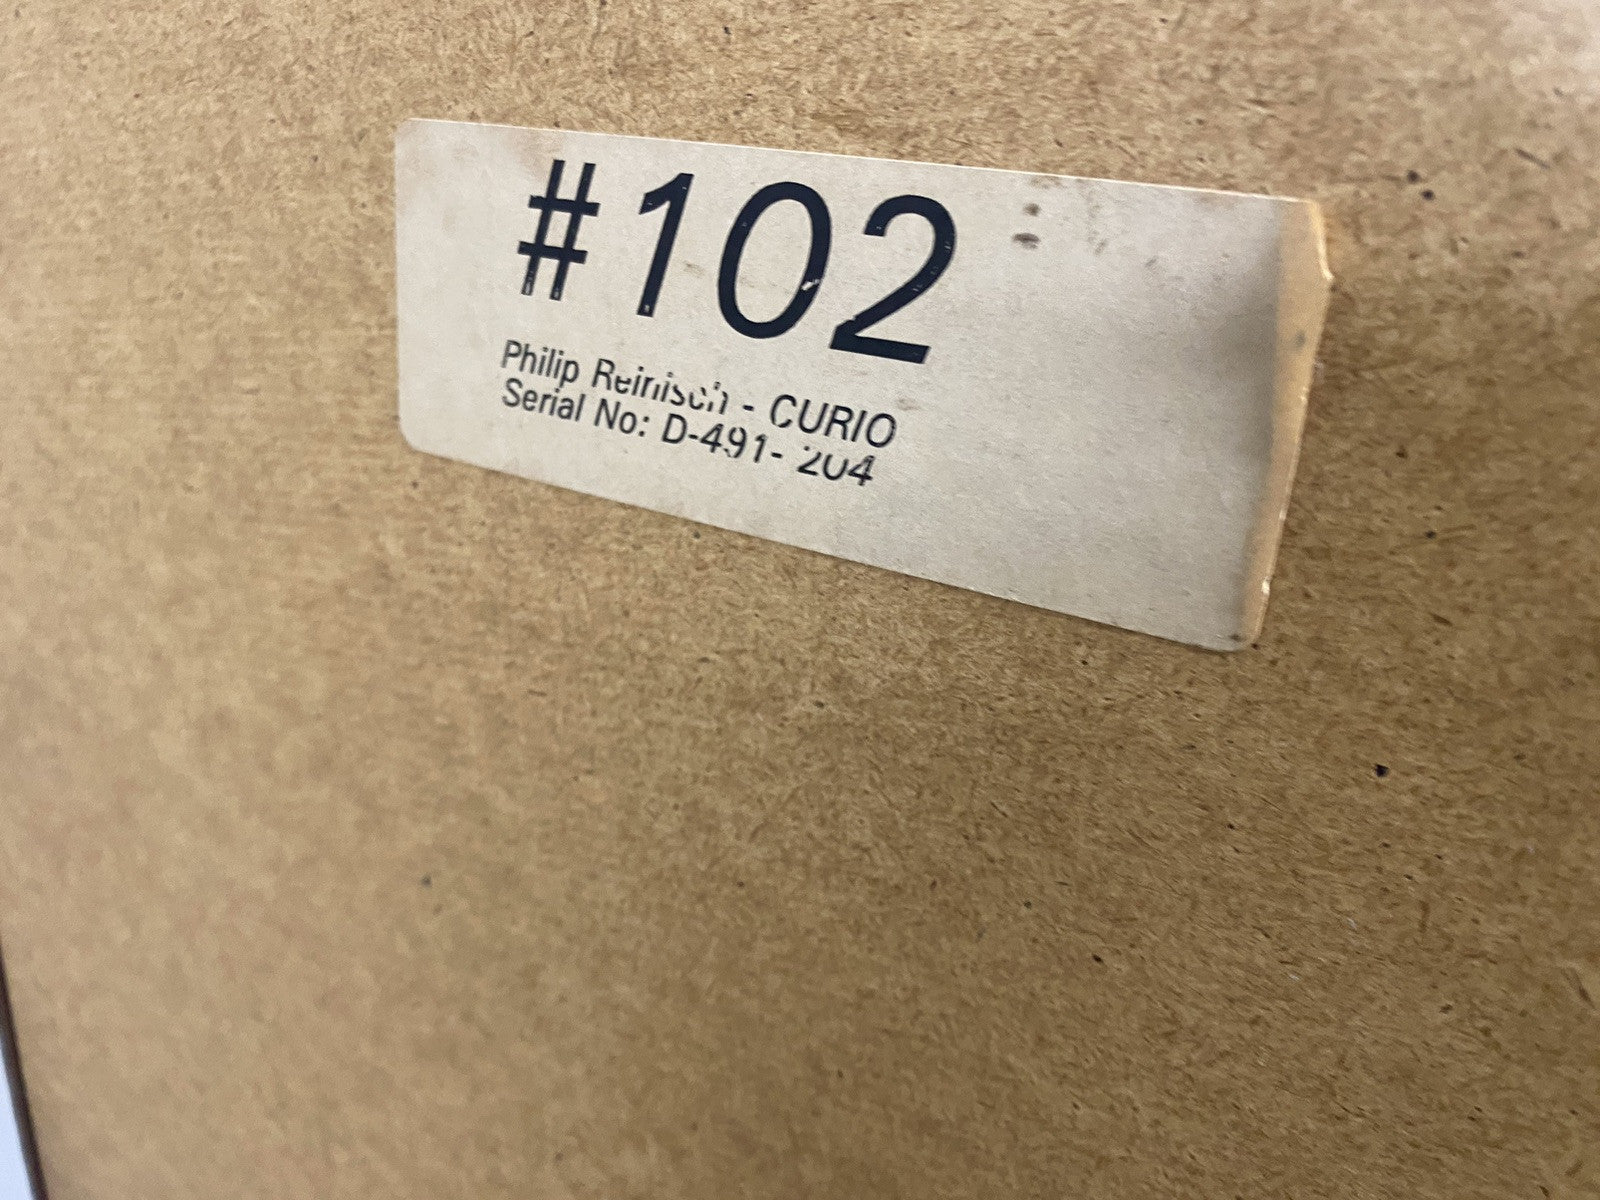 #102
Philip Reinisch - CURIO
Serial No: D-491- 204